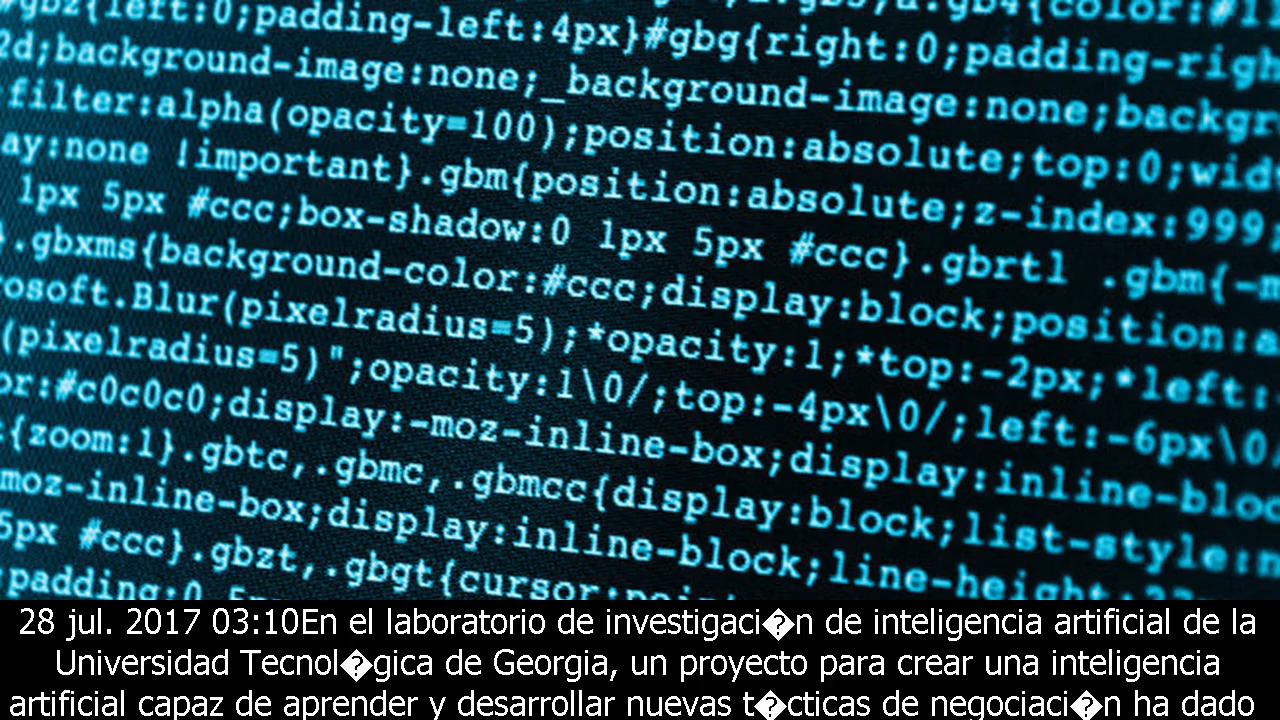 #gbz{left:0;padding-left:4px}#gbg{right:0;padding-righ
2d;background-image:none;_background-image:none;backgr
filter:alpha(opacity=100);position:absolute;top:0;wid
ay:none !important}.gbm{position:absolute;z-index:999;
1px 5px #ccc;box-shadow:0 1px 5px #ccc}.gbrtl .gbm{-m
}.gbxms{background-color:#ccc;display:block;position:a
rosoft.Blur(pixelradius=5);*opacity:1;*top:-2px;*left:-
(pixelradius=5)";opacity:1\0/;top:-4px\0/;left:-6px\0/
or:#c0c0c0;display:-moz-inline-box;display:inline-bloc
t{zoom:1}.gbtc,.gbmc,.gbmcc{display:block;list-style:n
moz-inline-box;display:inline-block;line-height:
5px #ccc}.gbzt,.gbgt{cursor:
;padding:0
28 jul. 2017 03:10En el laboratorio de investigaci�n de inteligencia artificial de la
Universidad Tecnol�gica de Georgia, un proyecto para crear una inteligencia
artificial capaz de aprender y desarrollar nuevas t�cticas de negociaci�n ha dado